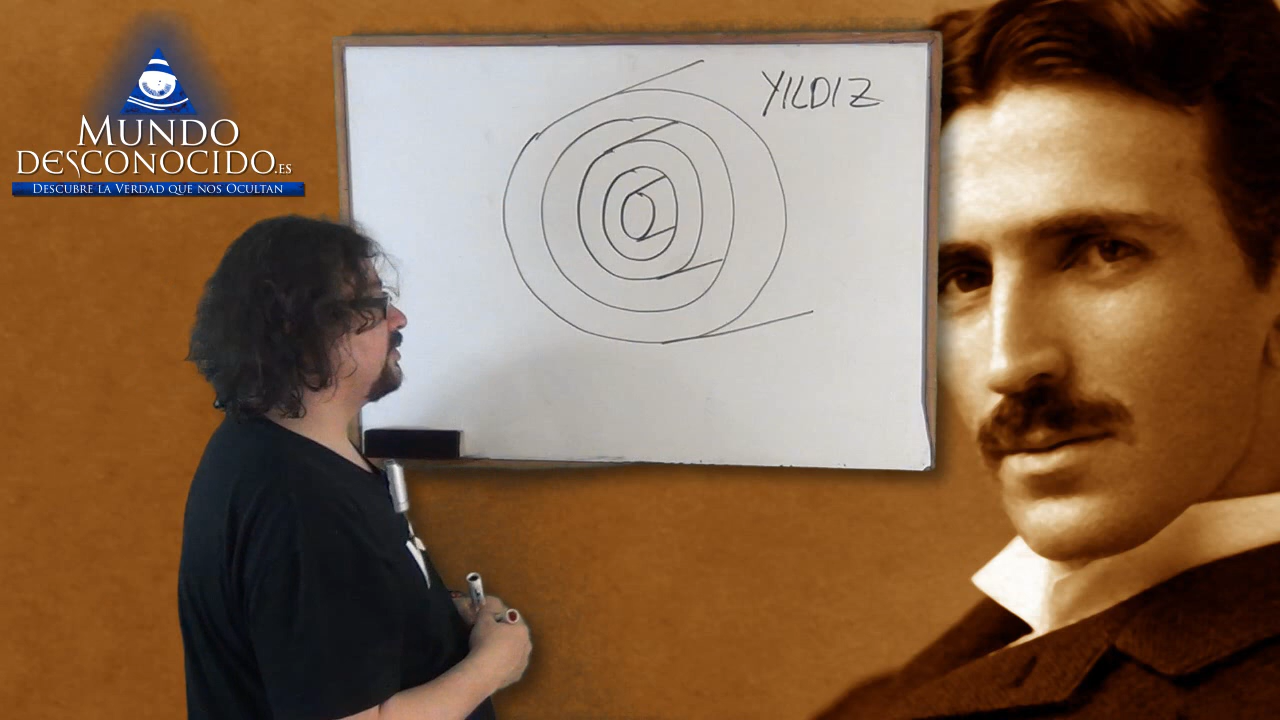 MUNDO
DESCONOCIDO.ES
DESCUBRE LA VERDAD QUE NOS OCULTAN
YILDIZ